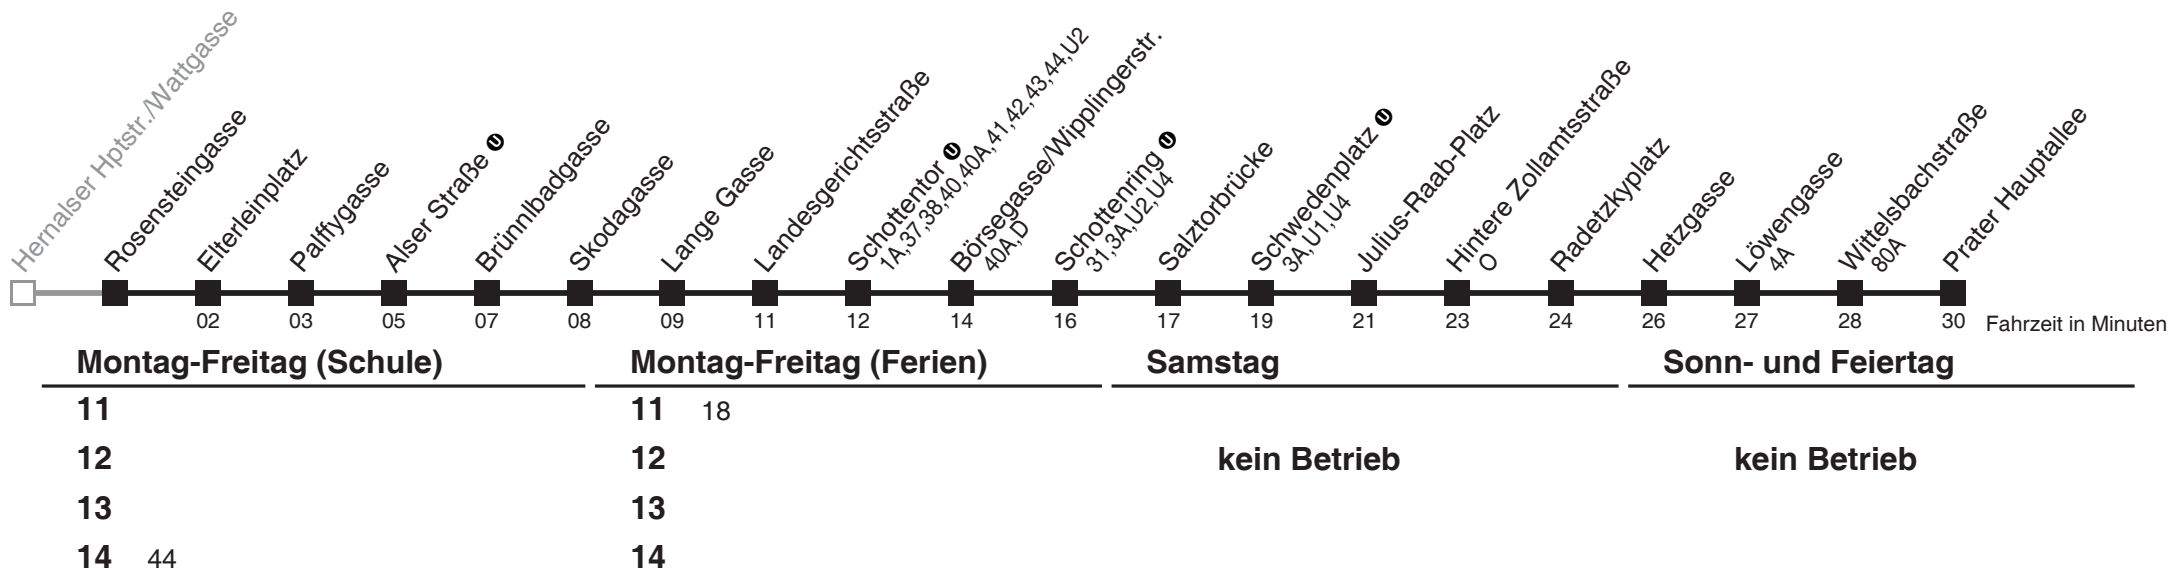 Hernalser Hptstr./Wattgasse
Rosensteingasse
Elterleinplatz
Palffygasse
Alser Straße U
Brünnlbadgasse
Skodagasse
Lange Gasse
Landesgerichtsstraße
Schottentor U
1A,37,38,40,40A,41,42,43,44,U2
Börsegasse/Wipplingerstr.
40A,D
Schottenring U
31,3A,U2,U4
Salztorbrücke
Schwedenplatz U
3A,U1,U4
Julius-Raab-Platz
Hintere Zollamtsstraße
O
Radetzkyplatz
Hetzgasse
Löwengasse
4A
Wittelsbachstraße
80A
Prater Hauptallee
02 03 05 07 08 09 11 12 14 16 17 19 21 23 24 26 27 28 30 Fahrzeit in Minuten
Montag-Freitag (Schule) Montag-Freitag (Ferien) Samstag Sonn- und Feiertag
11 11 18
12 12 kein Betrieb kein Betrieb
13 13
14 44 14